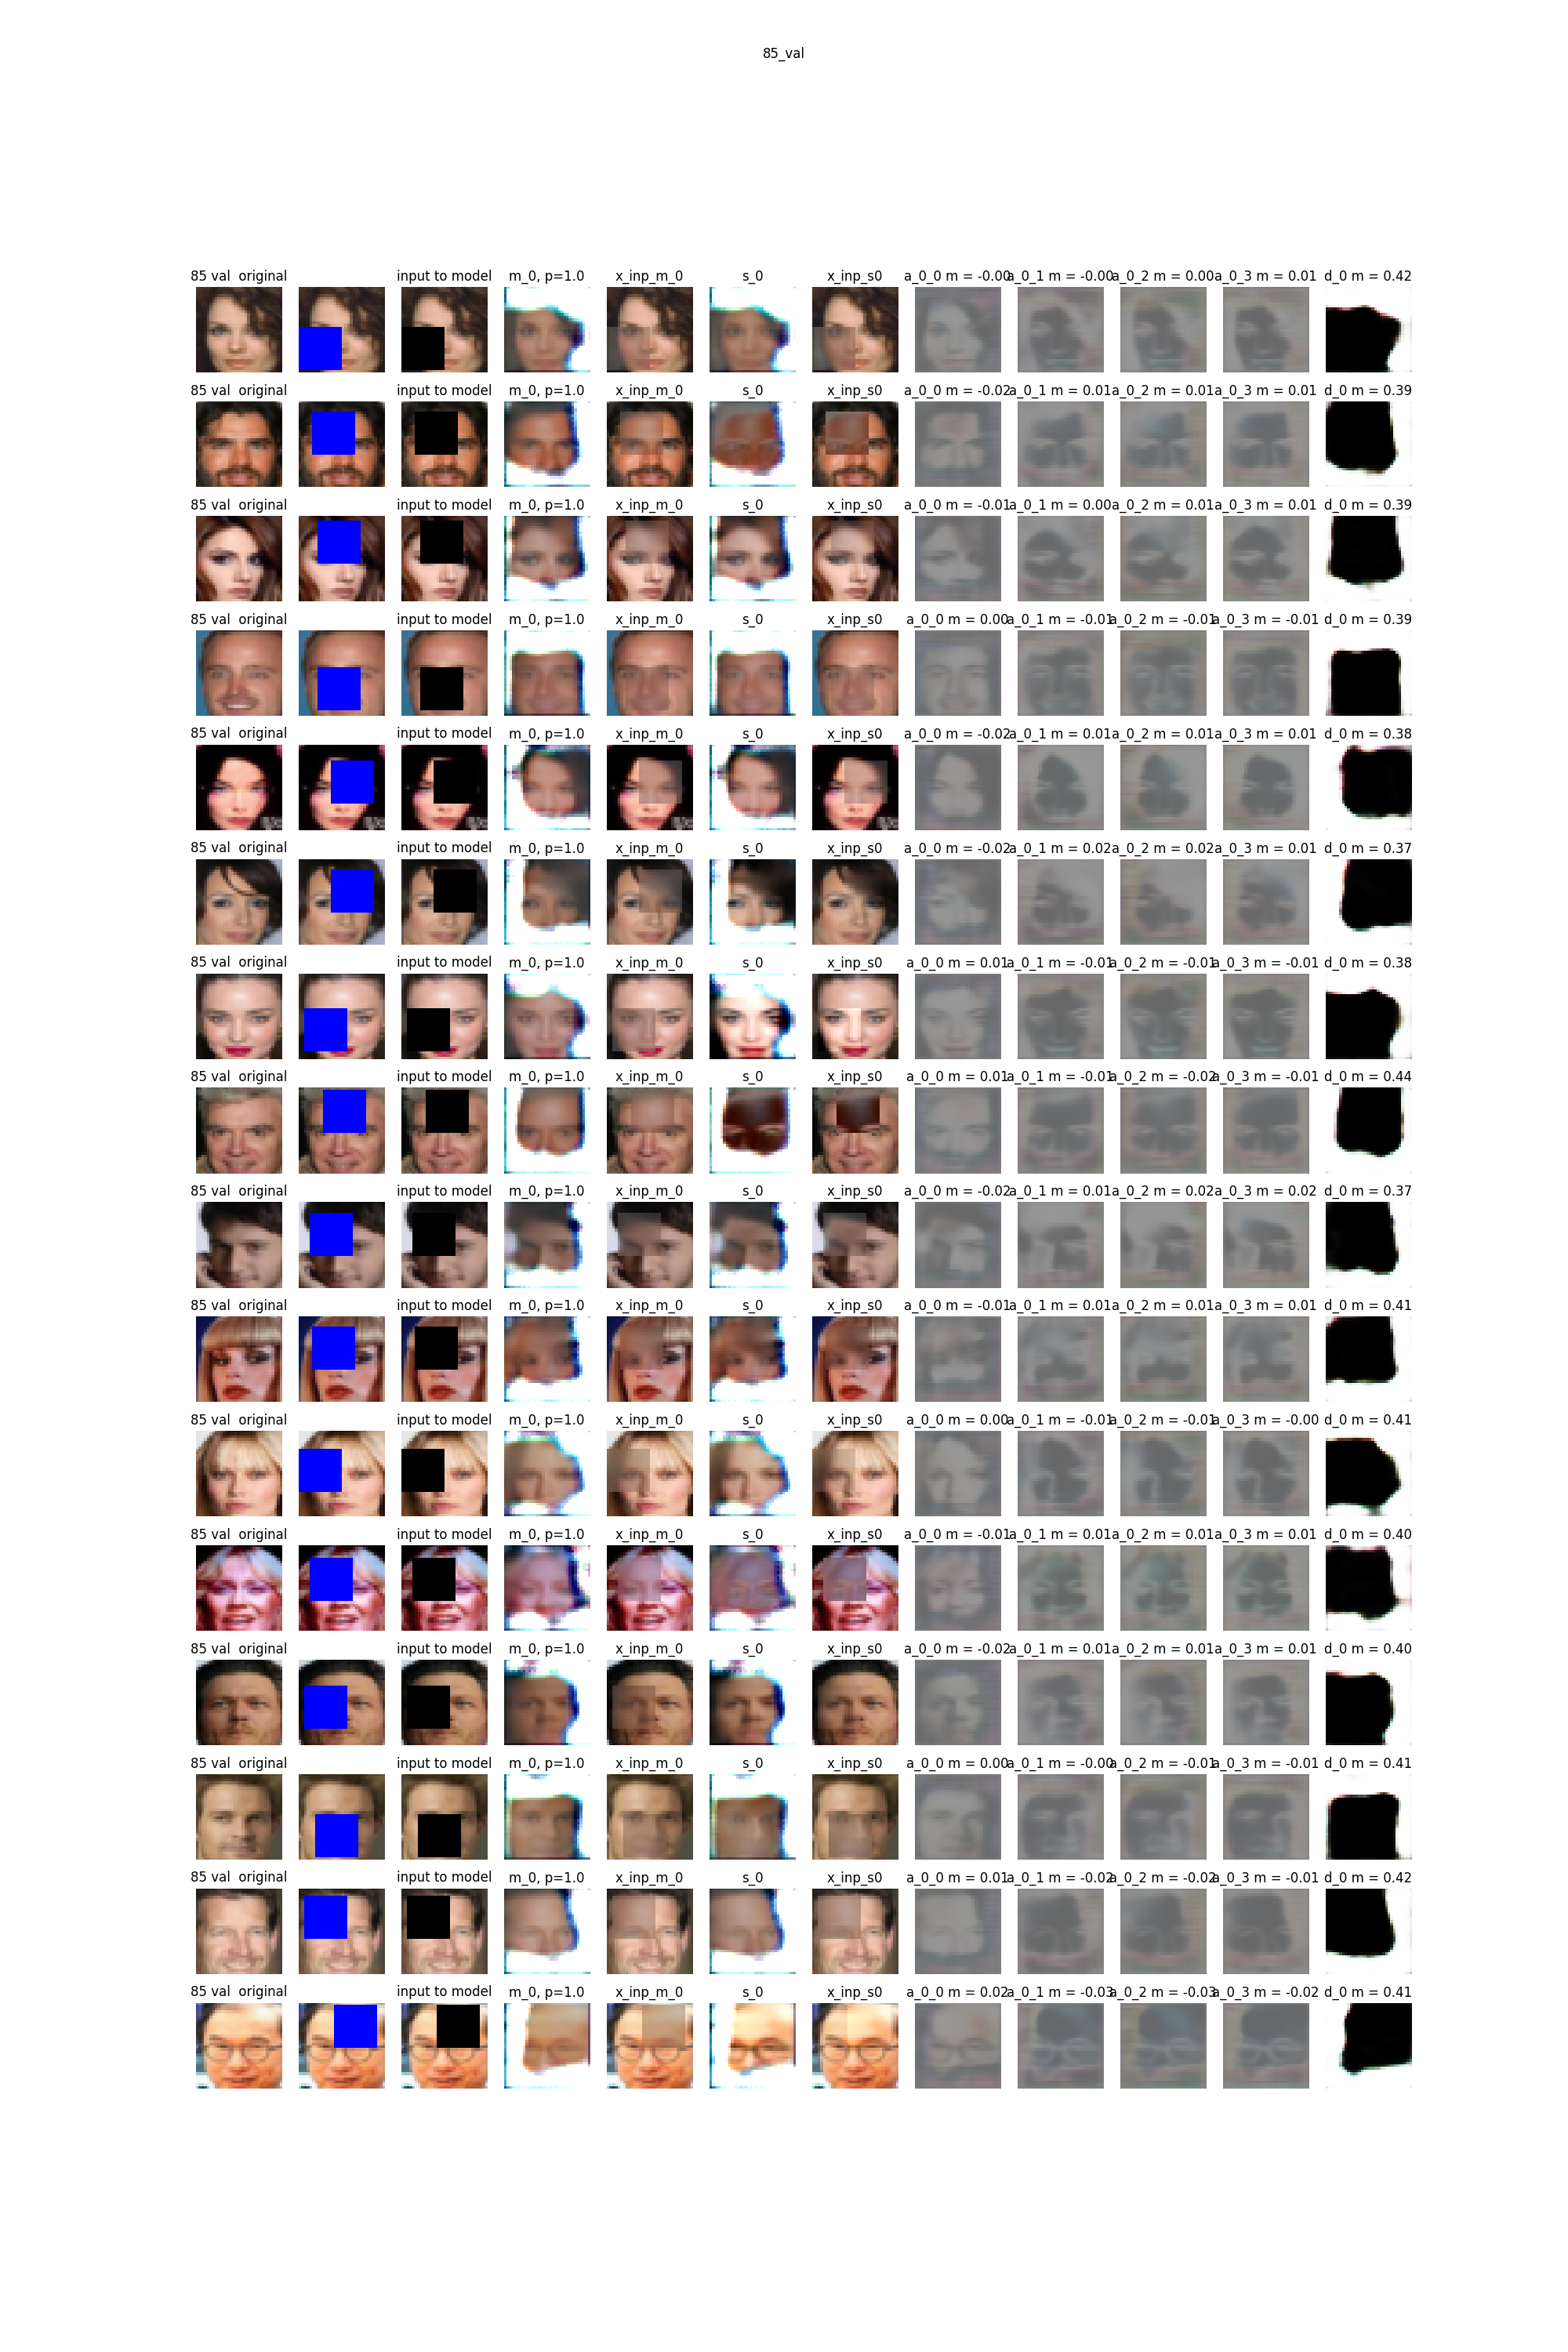 85_val
85 val  original input to model m_0, p=1.0 x_inp_m_0 s_0 x_inp_s0 a_0_0 m = -0.00 a_0_1 m = -0.00 a_0_2 m = 0.00 a_0_3 m = 0.01 d_0 m = 0.42
85 val  original input to model m_0, p=1.0 x_inp_m_0 s_0 x_inp_s0 a_0_0 m = -0.02 a_0_1 m = 0.01 a_0_2 m = 0.01 a_0_3 m = 0.01 d_0 m = 0.39
85 val  original input to model m_0, p=1.0 x_inp_m_0 s_0 x_inp_s0 a_0_0 m = -0.01 a_0_1 m = 0.00 a_0_2 m = 0.01 a_0_3 m = 0.01 d_0 m = 0.39
85 val  original input to model m_0, p=1.0 x_inp_m_0 s_0 x_inp_s0 a_0_0 m = 0.00 a_0_1 m = -0.01 a_0_2 m = -0.01 a_0_3 m = -0.01 d_0 m = 0.39
85 val  original input to model m_0, p=1.0 x_inp_m_0 s_0 x_inp_s0 a_0_0 m = -0.02 a_0_1 m = 0.01 a_0_2 m = 0.01 a_0_3 m = 0.01 d_0 m = 0.38
85 val  original input to model m_0, p=1.0 x_inp_m_0 s_0 x_inp_s0 a_0_0 m = -0.02 a_0_1 m = 0.02 a_0_2 m = 0.02 a_0_3 m = 0.01 d_0 m = 0.37
85 val  original input to model m_0, p=1.0 x_inp_m_0 s_0 x_inp_s0 a_0_0 m = 0.01 a_0_1 m = -0.01 a_0_2 m = -0.01 a_0_3 m = -0.01 d_0 m = 0.38
85 val  original input to model m_0, p=1.0 x_inp_m_0 s_0 x_inp_s0 a_0_0 m = 0.01 a_0_1 m = -0.01 a_0_2 m = -0.02 a_0_3 m = -0.01 d_0 m = 0.44
85 val  original input to model m_0, p=1.0 x_inp_m_0 s_0 x_inp_s0 a_0_0 m = -0.02 a_0_1 m = 0.01 a_0_2 m = 0.02 a_0_3 m = 0.02 d_0 m = 0.37
85 val  original input to model m_0, p=1.0 x_inp_m_0 s_0 x_inp_s0 a_0_0 m = -0.01 a_0_1 m = 0.01 a_0_2 m = 0.01 a_0_3 m = 0.01 d_0 m = 0.41
85 val  original input to model m_0, p=1.0 x_inp_m_0 s_0 x_inp_s0 a_0_0 m = 0.00 a_0_1 m = -0.01 a_0_2 m = -0.01 a_0_3 m = -0.00 d_0 m = 0.41
85 val  original input to model m_0, p=1.0 x_inp_m_0 s_0 x_inp_s0 a_0_0 m = -0.01 a_0_1 m = 0.01 a_0_2 m = 0.01 a_0_3 m = 0.01 d_0 m = 0.40
85 val  original input to model m_0, p=1.0 x_inp_m_0 s_0 x_inp_s0 a_0_0 m = -0.02 a_0_1 m = 0.01 a_0_2 m = 0.01 a_0_3 m = 0.01 d_0 m = 0.40
85 val  original input to model m_0, p=1.0 x_inp_m_0 s_0 x_inp_s0 a_0_0 m = 0.00 a_0_1 m = -0.00 a_0_2 m = -0.01 a_0_3 m = -0.01 d_0 m = 0.41
85 val  original input to model m_0, p=1.0 x_inp_m_0 s_0 x_inp_s0 a_0_0 m = 0.01 a_0_1 m = -0.02 a_0_2 m = -0.02 a_0_3 m = -0.01 d_0 m = 0.42
85 val  original input to model m_0, p=1.0 x_inp_m_0 s_0 x_inp_s0 a_0_0 m = 0.02 a_0_1 m = -0.03 a_0_2 m = -0.03 a_0_3 m = -0.02 d_0 m = 0.41